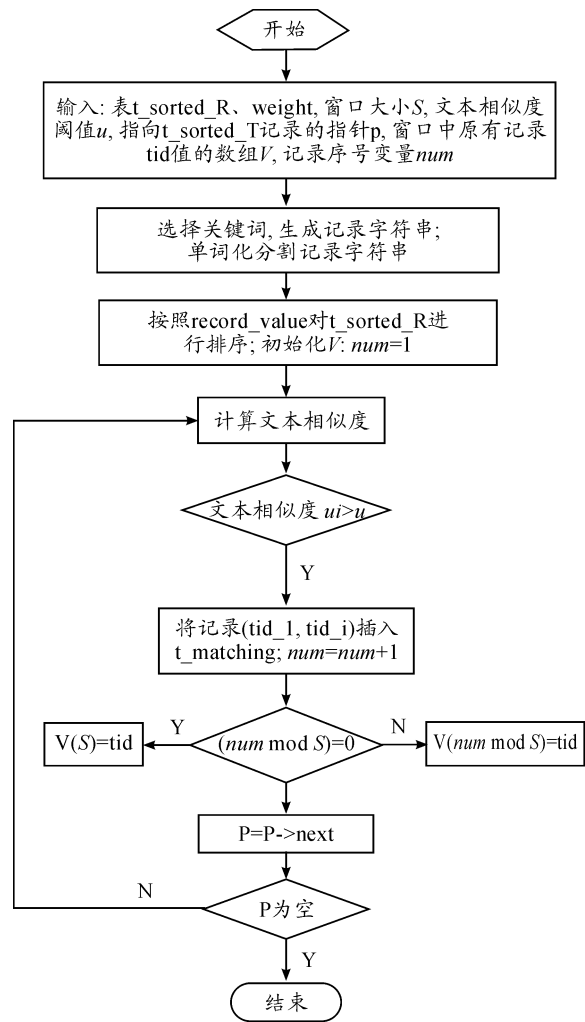 开始
输入: 表t_sorted_R、weight, 窗口大小S, 文本相似度
阈值u, 指向t_sorted_T记录的指针p, 窗口中原有记录
tid值的数组V, 记录序号变量num
选择关键词, 生成记录字符串;
单词化分割记录字符串
按照record_value对t_sorted_R进
行排序; 初始化V: num=1
计算文本相似度
文本相似度 ui>u
Y
将记录(tid_1, tid_i)插入
t_matching; num=num+1
V(S)=tid
Y
(num mod S)=0
N
V(num mod S)=tid
P=P->next
N
P为空
Y
结束